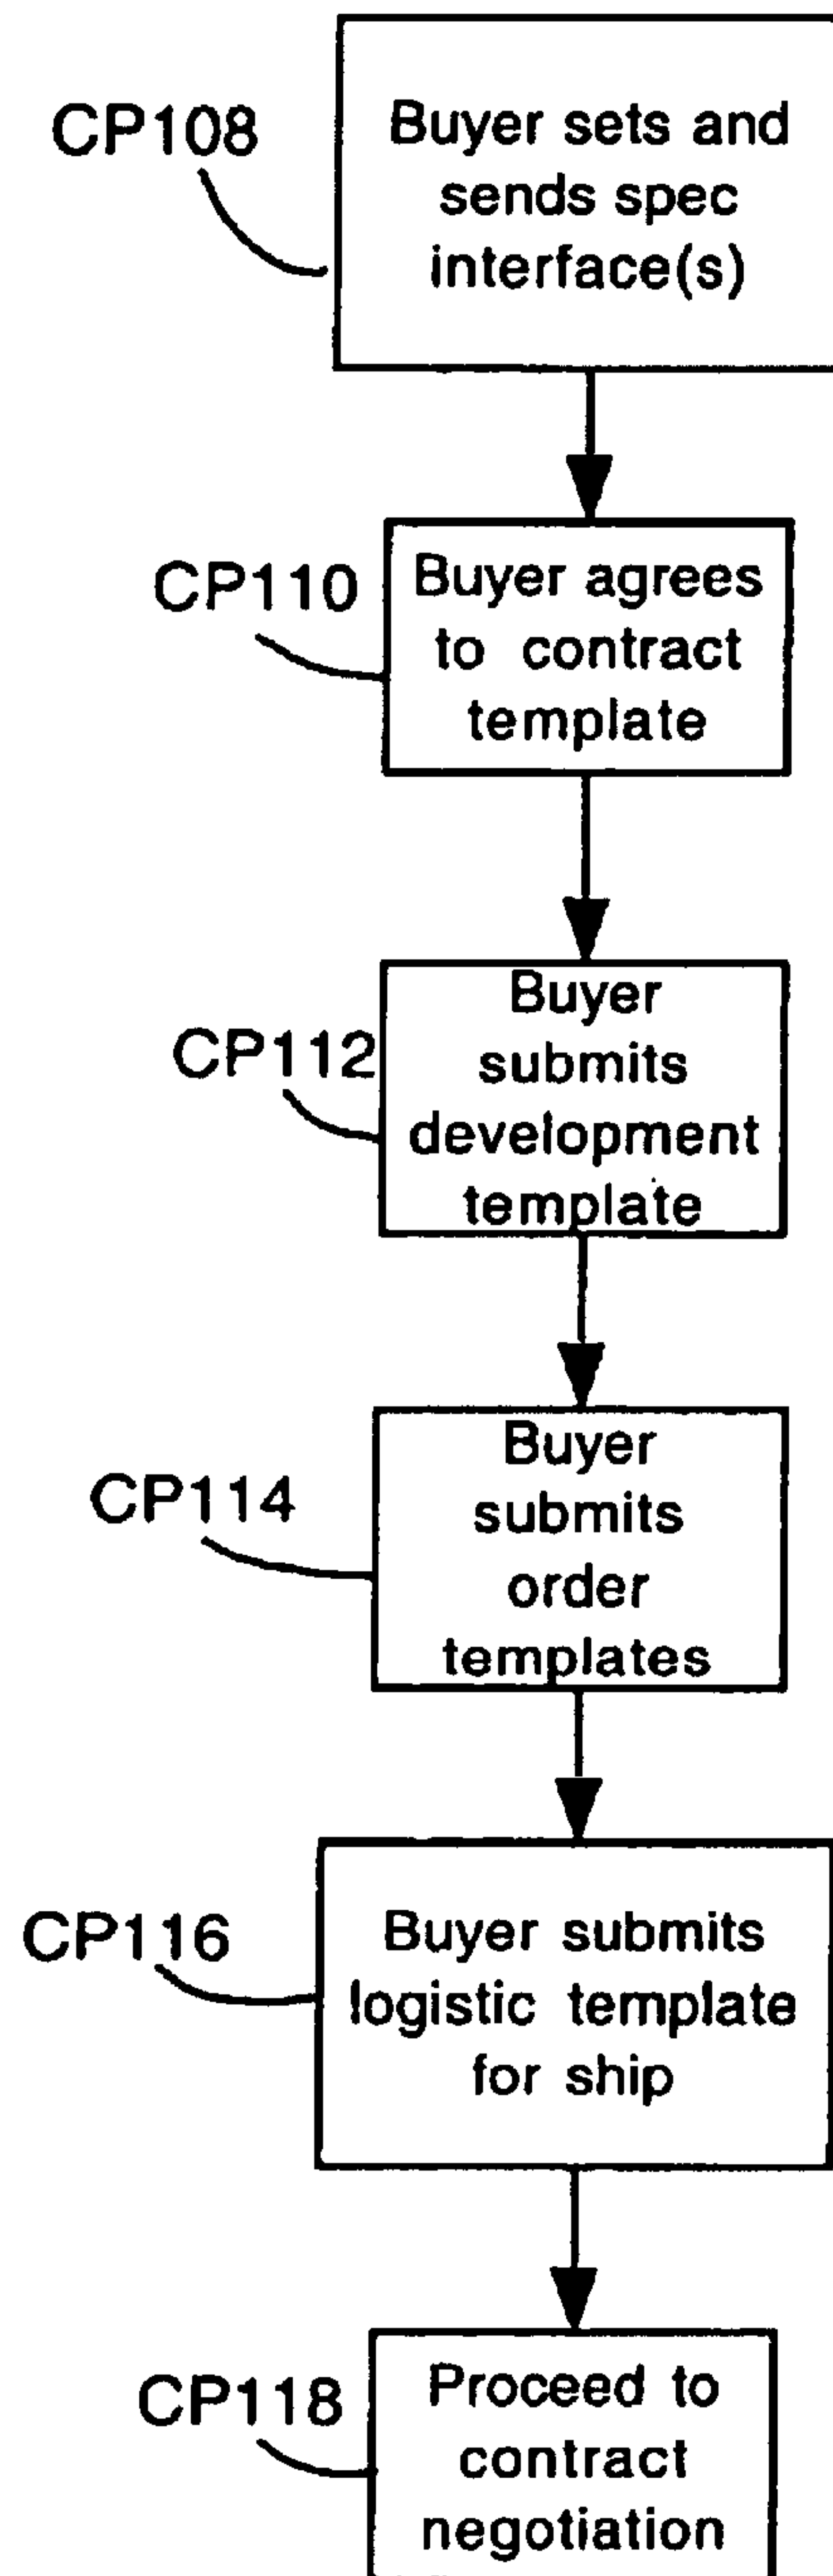 CP108
Buyer sets and
sends spec
interface(s)
CP110
Buyer agrees
to contract
template
CP112
Buyer
submits
development
template
CP114
Buyer
submits
order
templates
CP116
Buyer submits
logistic template
for ship
CP118
Proceed to
contract
negotiation